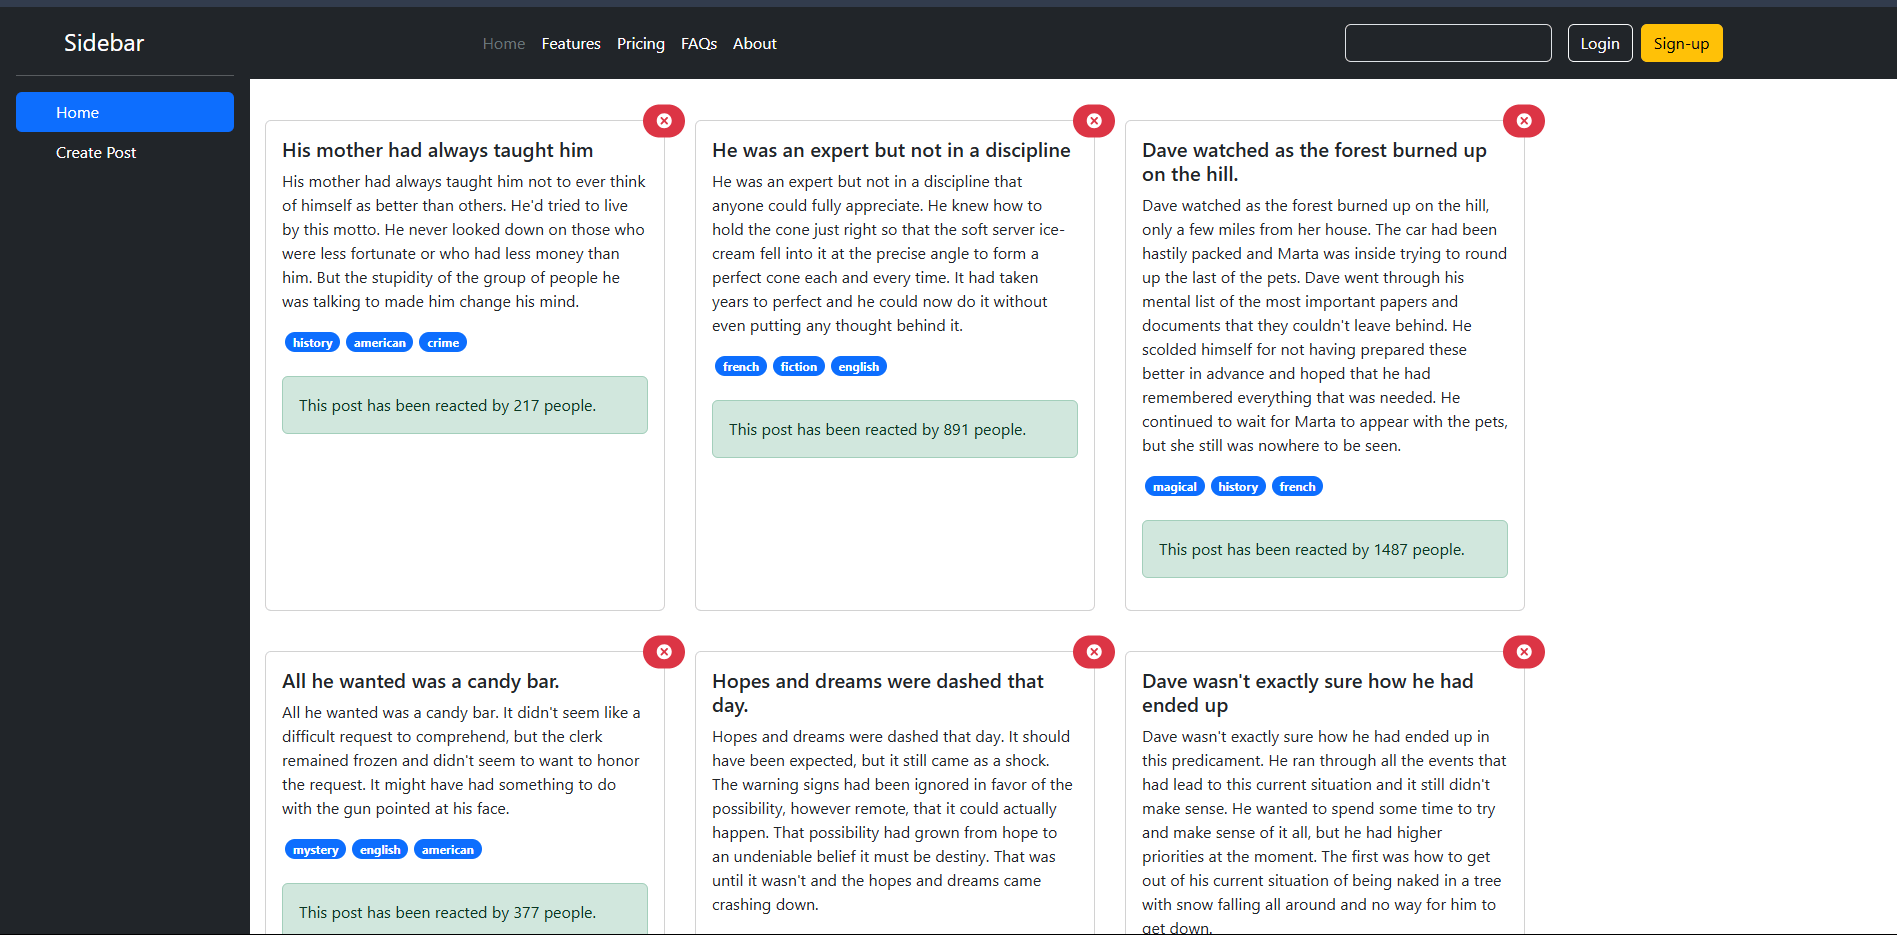 Sidebar
Home Features Pricing FAQs About
Login Sign-up
Home
Create Post
His mother had always taught him
His mother had always taught him not to ever think
of himself as better than others. He'd tried to live
by this motto. He never looked down on those who
were less fortunate or who had less money than
him. But the stupidity of the group of people he
was talking to made him change his mind.
history american crime
This post has been reacted by 217 people.
He was an expert but not in a discipline
He was an expert but not in a discipline that
anyone could fully appreciate. He knew how to
hold the cone just right so that the soft server ice-
cream fell into it at the precise angle to form a
perfect cone each and every time. It had taken
years to perfect and he could now do it without
even putting any thought behind it.
french fiction english
This post has been reacted by 891 people.
Dave watched as the forest burned up
on the hill.
Dave watched as the forest burned up on the hill,
only a few miles from her house. The car had been
hastily packed and Marta was inside trying to round
up the last of the pets. Dave went through his
mental list of the most important papers and
documents that they couldn't leave behind. He
scolded himself for not having prepared these
better in advance and hoped that he had
remembered everything that was needed. He
continued to wait for Marta to appear with the pets,
but she still was nowhere to be seen.
magical history french
This post has been reacted by 1487 people.
All he wanted was a candy bar.
All he wanted was a candy bar. It didn't seem like a
difficult request to comprehend, but the clerk
remained frozen and didn't seem to want to honor
the request. It might have had something to do
with the gun pointed at his face.
mystery english american
This post has been reacted by 377 people.
Hopes and dreams were dashed that
day.
Hopes and dreams were dashed that day. It should
have been expected, but it still came as a shock.
The warning signs had been ignored in favor of the
possibility, however remote, that it could actually
happen. That possibility had grown from hope to
an undeniable belief it must be destiny. That was
until it wasn't and the hopes and dreams came
crashing down.
Dave wasn't exactly sure how he had
ended up
Dave wasn't exactly sure how he had ended up in
this predicament. He ran through all the events that
had lead to this current situation and it still didn't
make sense. He wanted to spend some time to try
and make sense of it all, but he had higher
priorities at the moment. The first was how to get
out of his current situation of being naked in a tree
with snow falling all around and no way for him to
get down.